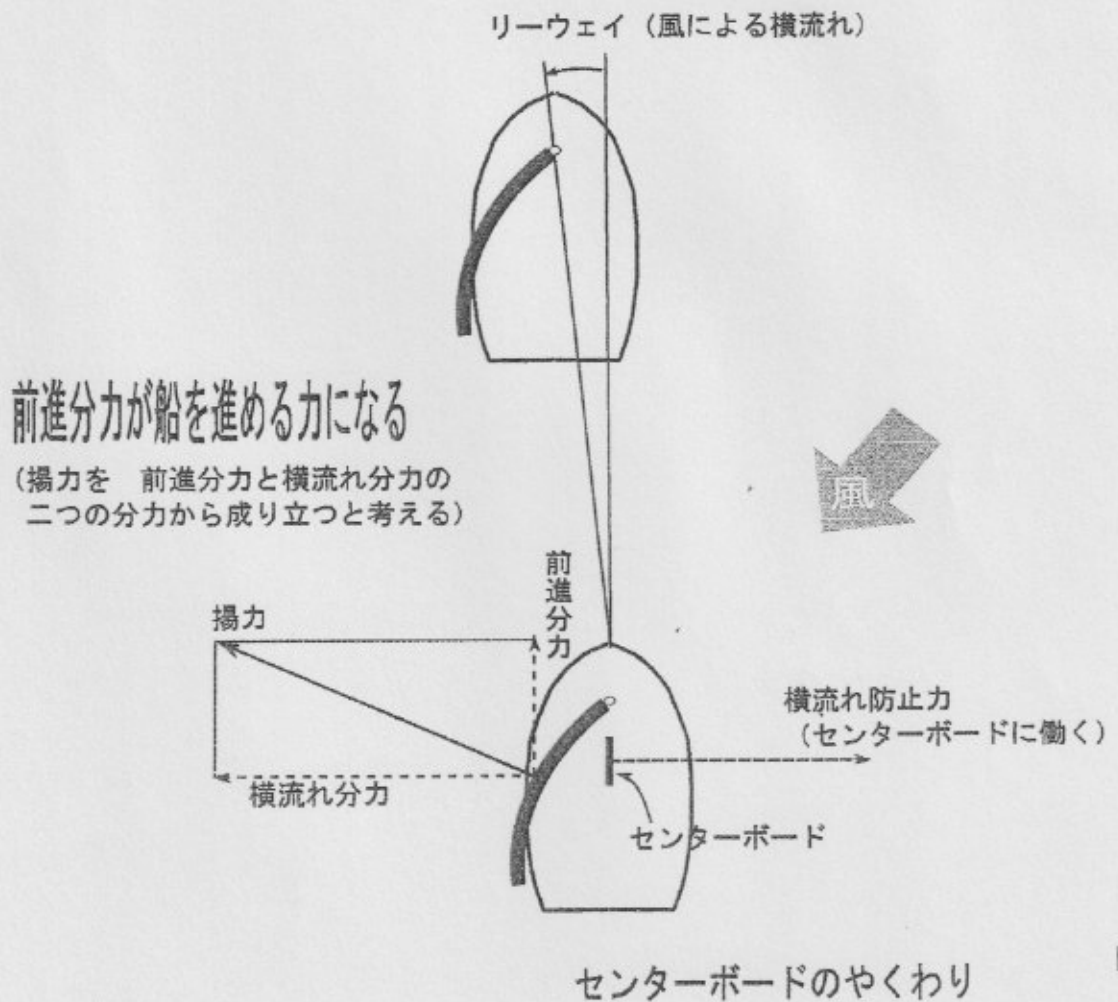 リーウェイ（風による横流れ）
前進分力が船を進める力になる
（揚力を　前進分力と横流れ分力の
二つの分力から成り立つと考える）
風
前進分力
揚力
横流れ防止力
（センターボードに働く）
横流れ分力
センターボード
センターボードのやくわり